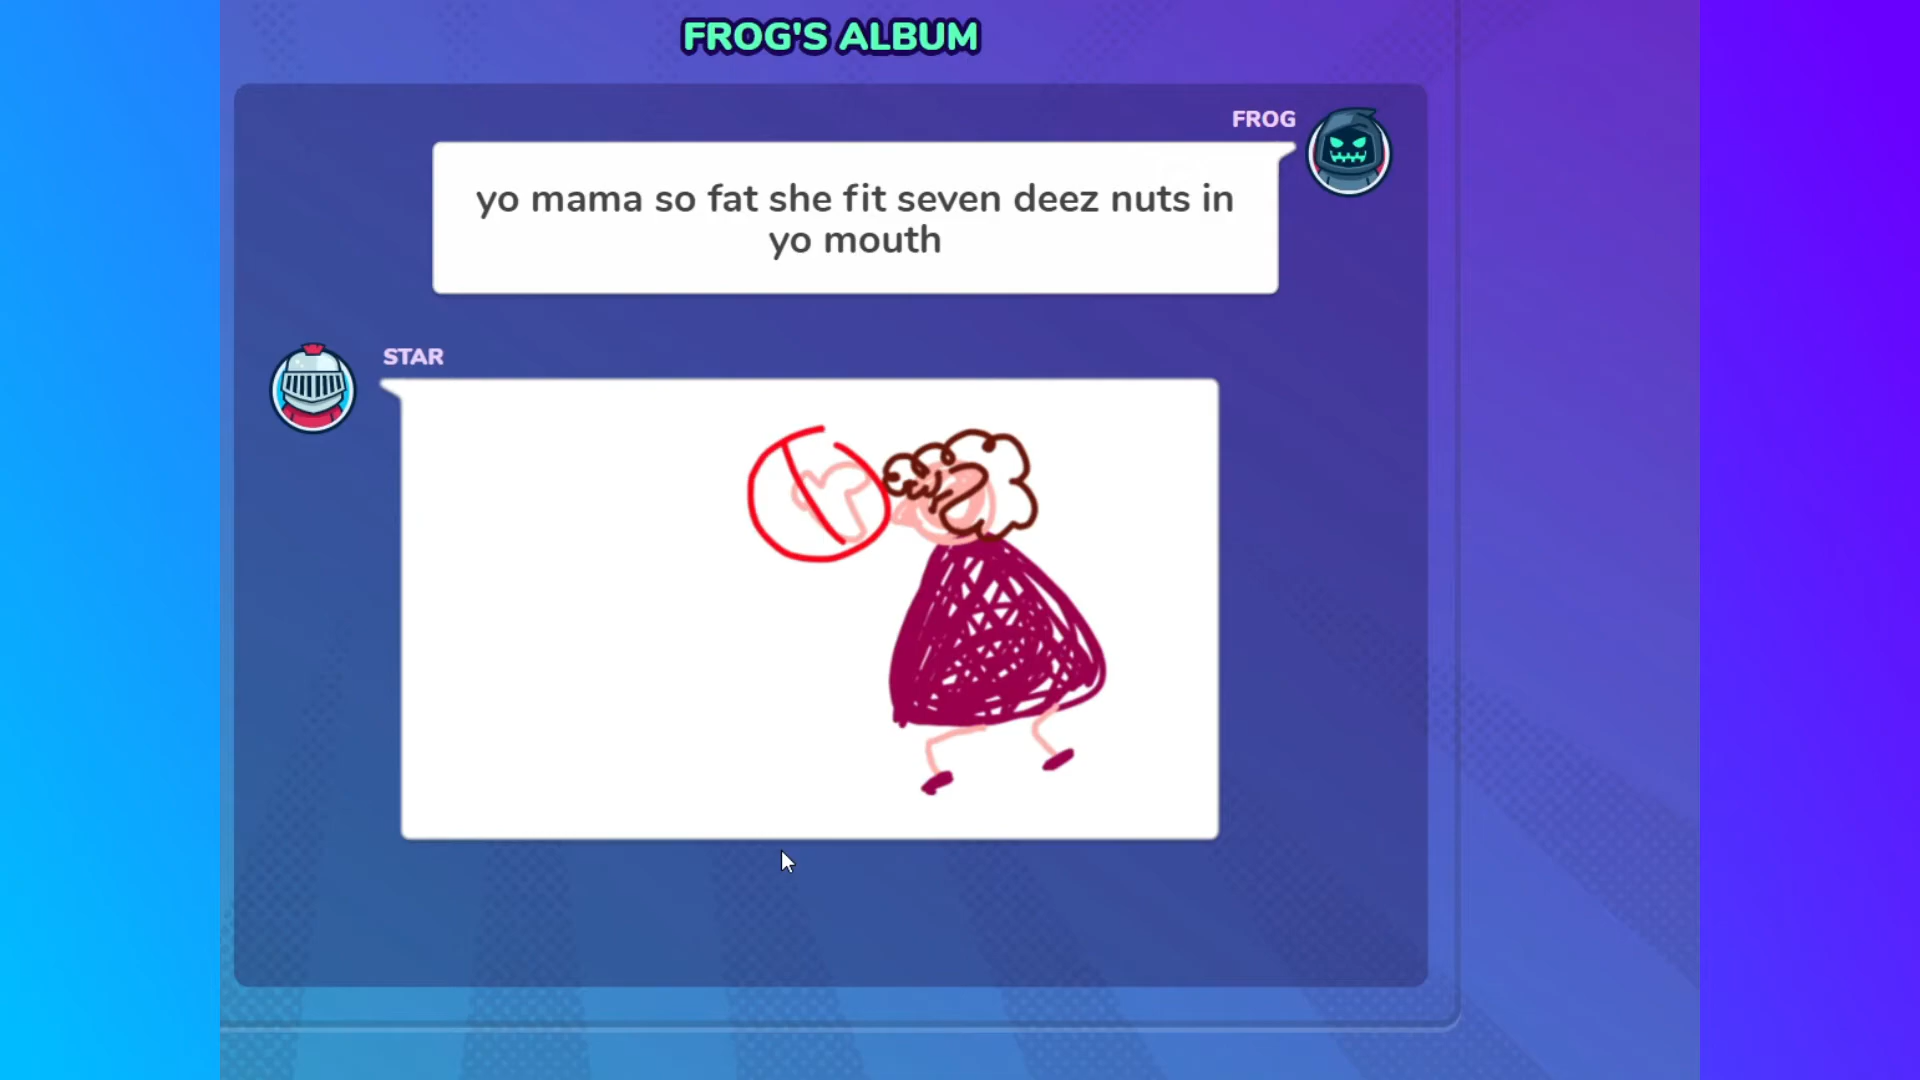 FROG'S ALBUM
FROG
yo mama so fat she fit seven deez nuts in
yo mouth
STAR